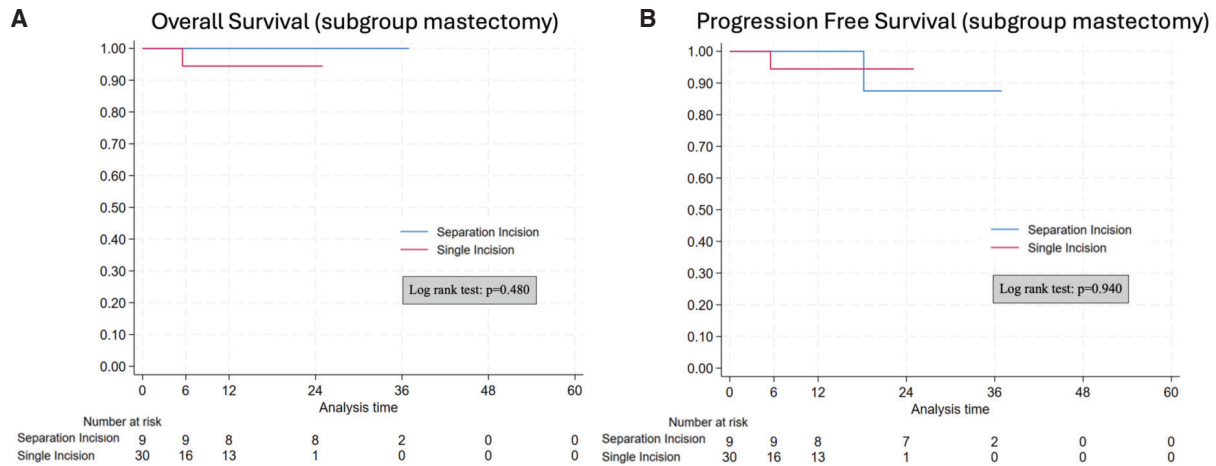 A
Overall Survival (subgroup mastectomy)
1.00
0.90
0.80
0.70
0.60
0.50
0.40
0.30
0.20
0.10
0.00
Separation Incision
Single Incision
Log rank test: p=0.480
0 6 12 24 36 48 60
Analysis time
Number at risk
Separation Incision 9 9 8 8 2 0 0
Single Incision 30 16 13 1 0 0 0
B
Progression Free Survival (subgroup mastectomy)
1.00
0.90
0.80
0.70
0.60
0.50
0.40
0.30
0.20
0.10
0.00
Separation Incision
Single Incision
Log rank test: p=0.940
0 6 12 24 36 48 60
Analysis time
Number at risk
Separation Incision 9 9 8 7 2 0 0
Single Incision 30 16 13 1 0 0 0